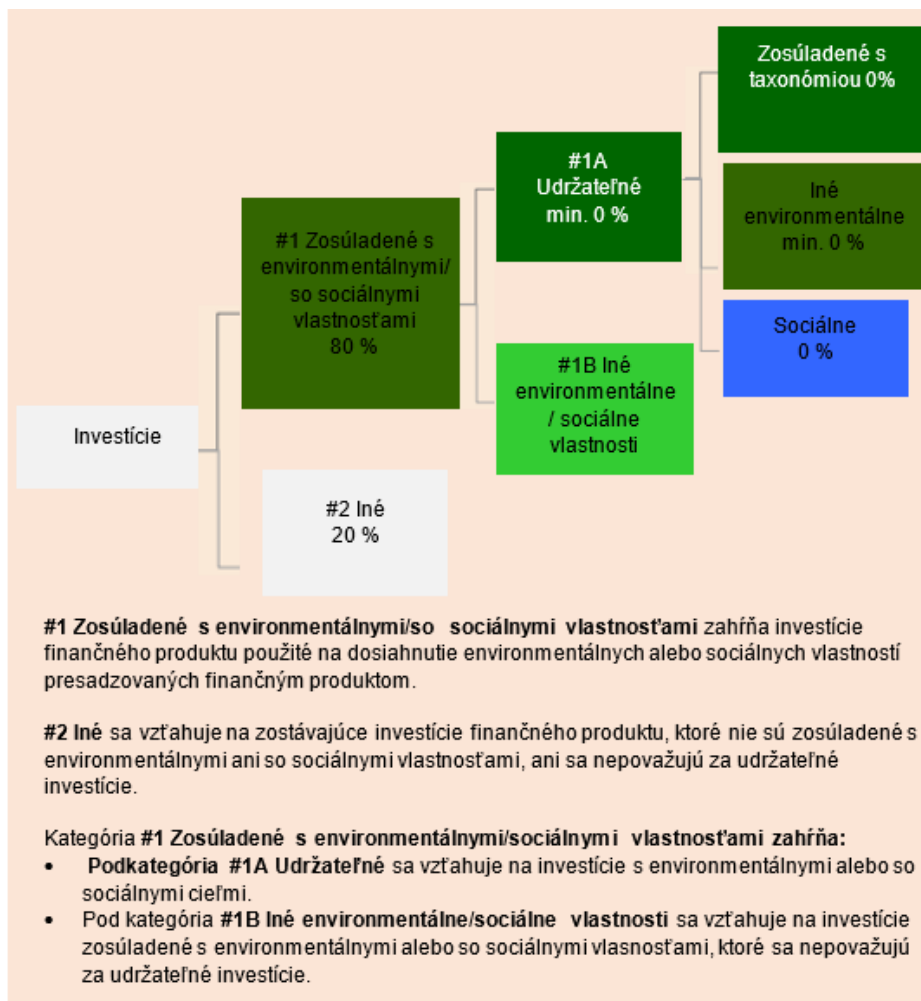 Zosúladené s
taxonómiou 0%
#1A
Udržateľné
min. 0 %
Iné
environmentálne
min. 0 %
#1 Zosúladené s
environmentálnymi/
so sociálnymi
vlastnosťami
80 %
Sociálne
0 %
#1B Iné
environmentálne
/ sociálne
vlastnosti
Investície
#2 Iné
20 %
#1 Zosúladené s environmentálnymi/so sociálnymi vlastnosťami zahŕňa investície
finančného produktu použité na dosiahnutie environmentálnych alebo sociálnych vlastností
presadzovaných finančným produktom.
#2 Iné sa vzťahuje na zostávajúce investície finančného produktu, ktoré nie sú zosúladené s
environmentálnymi ani so sociálnymi vlastnosťami, ani sa nepovažujú za udržateľné
investície.
Kategória #1 Zosúladené s environmentálnymi/sociálnymi vlastnosťami zahŕňa:
• Podkategória #1A Udržateľné sa vzťahuje na investície s environmentálnymi alebo so
sociálnymi cieľmi.
• Pod kategória #1B Iné environmentálne/sociálne vlastnosti sa vzťahuje na investície
zosúladené s environmentálnymi alebo so sociálnymi vlasnosťami, ktoré sa nepovažujú
za udržateľné investície.